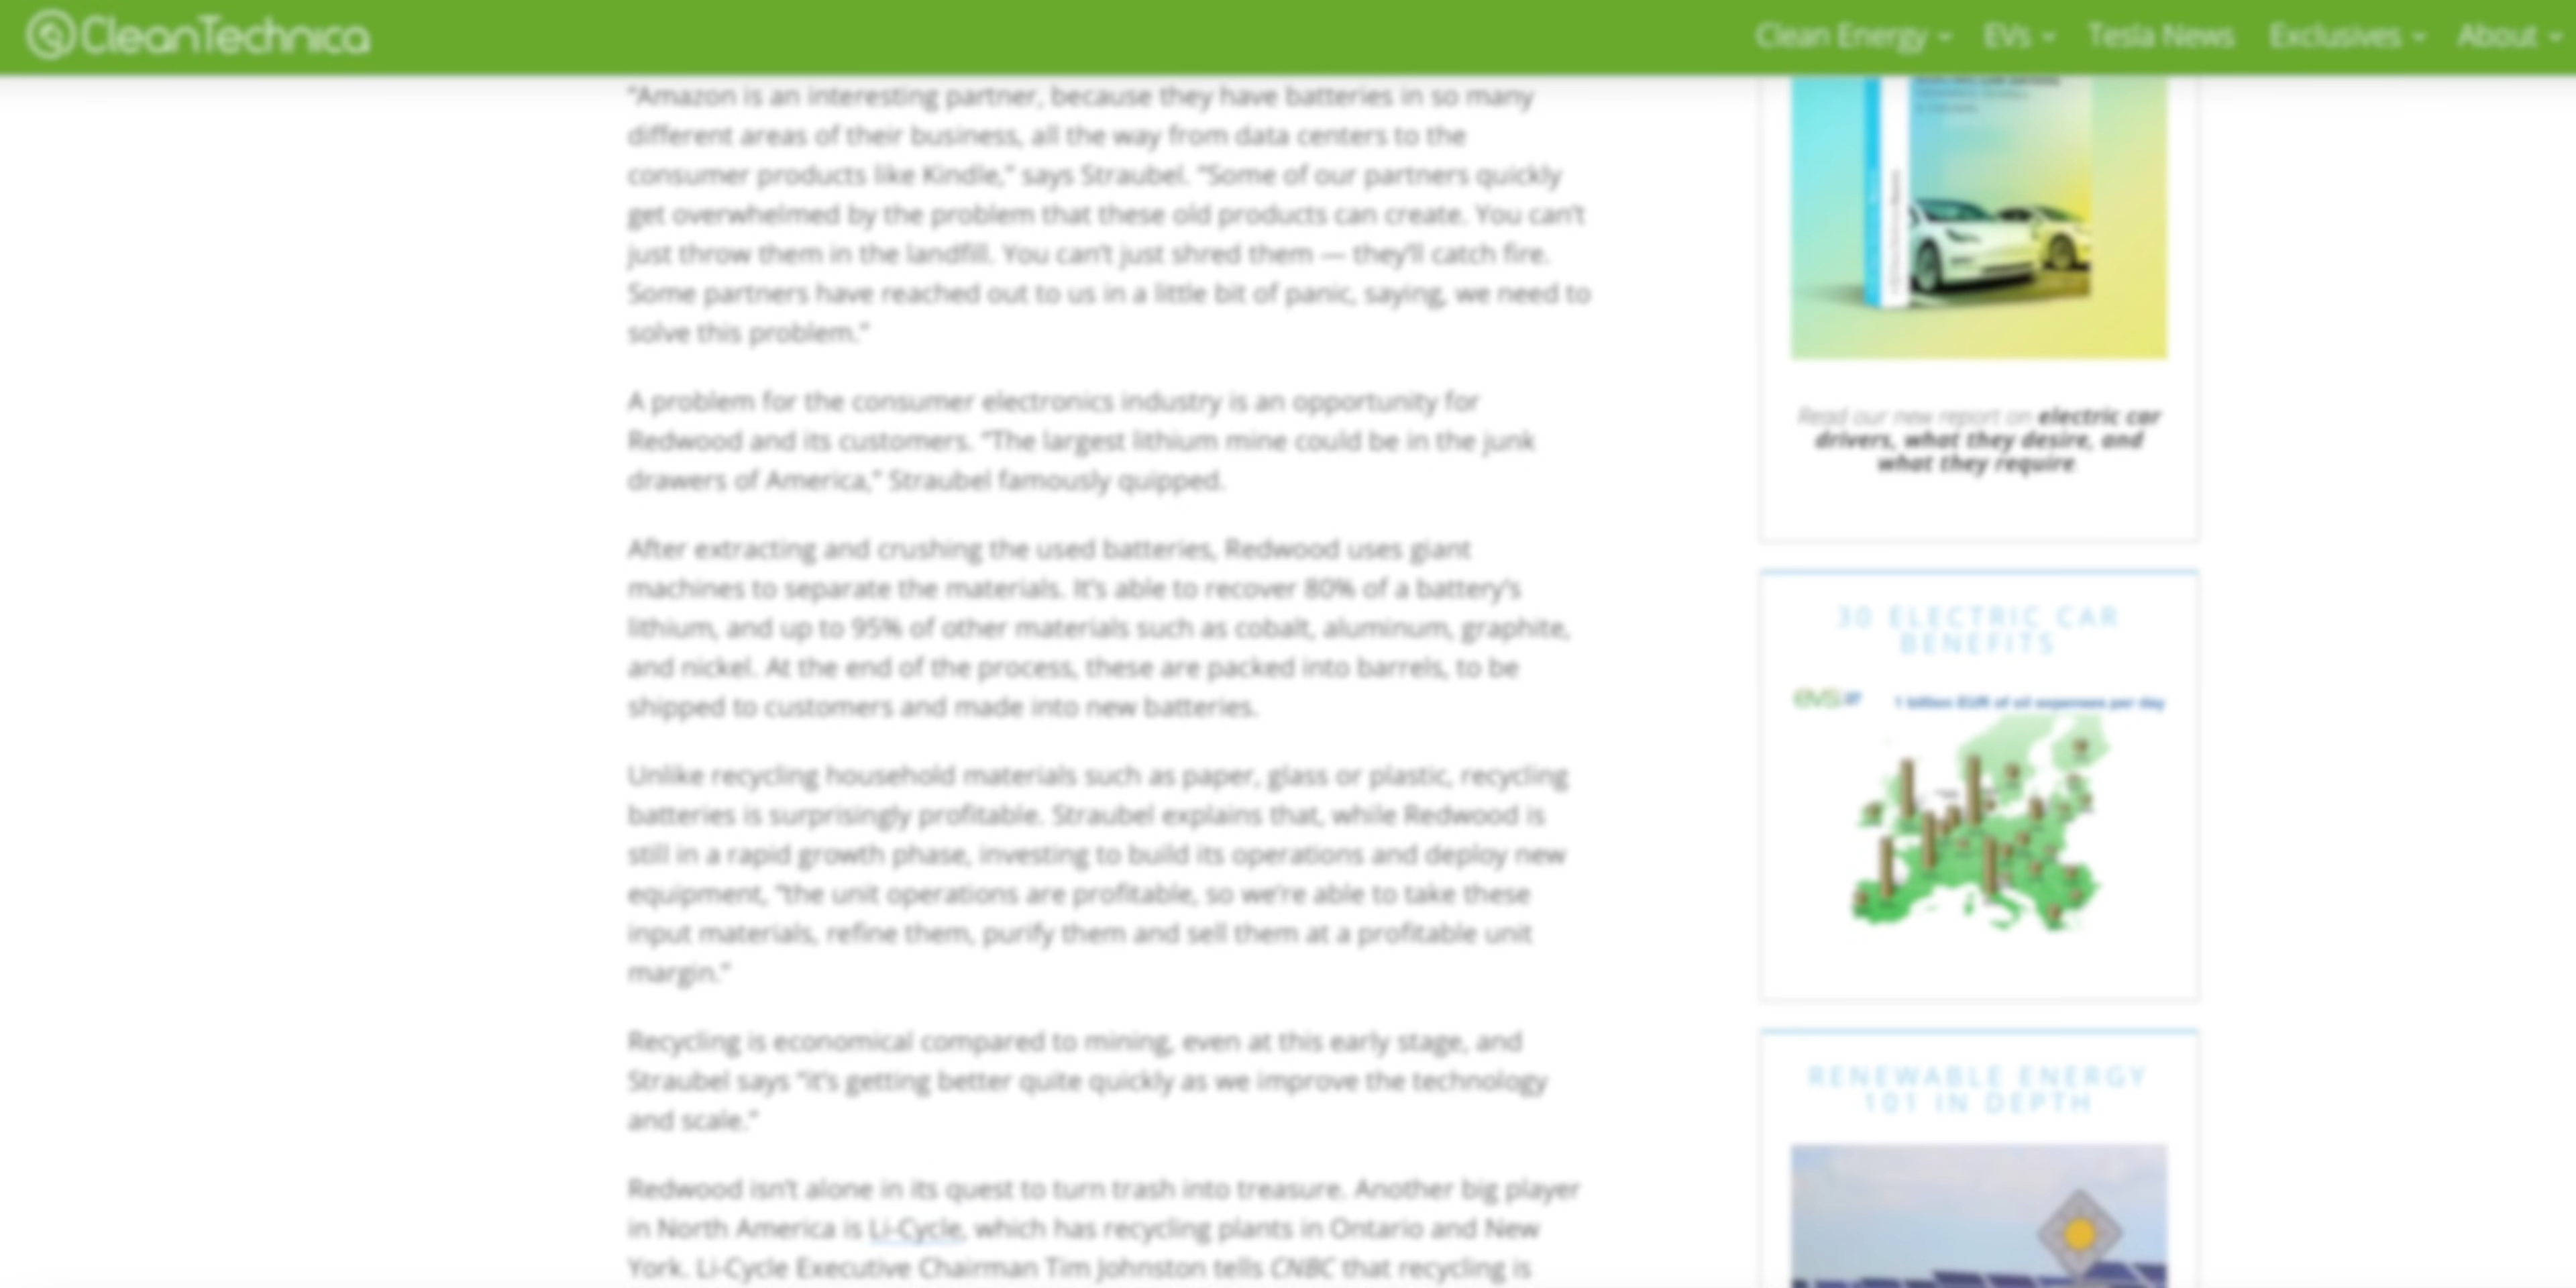 CleanTechnica
Clean Energy
EVs
Tesla News
Exclusives
About
“Amazon is an interesting partner, because they have batteries in so many
different areas of their business, all the way from data centers to the
consumer products like Kindle,” says Straubel. “Some of our partners quickly
get overwhelmed by the problem that these old products can create. You can’t
just throw them in the landfill. You can’t just shred them — they’ll catch fire.
Some partners have reached out to us in a little bit of panic, saying, we need to
solve this problem.”
A problem for the consumer electronics industry is an opportunity for
Redwood and its customers. “The largest lithium mine could be in the junk
drawers of America,” Straubel famously quipped.
After extracting and crushing the used batteries, Redwood uses giant
machines to separate the materials. It’s able to recover 80% of a battery’s
lithium, and up to 95% of other materials such as cobalt, aluminum, graphite,
and nickel. At the end of the process, these are packed into barrels, to be
shipped to customers and made into new batteries.
Unlike recycling household materials such as paper, glass or plastic, recycling
batteries is surprisingly profitable. Straubel explains that, while Redwood is
still in a rapid growth phase, investing to build its operations and deploy new
equipment, “the unit operations are profitable, so we’re able to take these
input materials, refine them, purify them and sell them at a profitable unit
margin.”
Recycling is economical compared to mining, even at this early stage, and
Straubel says “it’s getting better quite quickly as we improve the technology
and scale.”
Redwood isn’t alone in its quest to turn trash into treasure. Another big player
in North America is Li-Cycle, which has recycling plants in Ontario and New
York. Li-Cycle Executive Chairman Tim Johnston tells CNBC that recycling is
Read our new report on electric car
drivers, what they desire, and
what they require.
30 ELECTRIC CAR
BENEFITS
1 billion EUR of oil expenses per day
RENEWABLE ENERGY
101 IN DEPTH